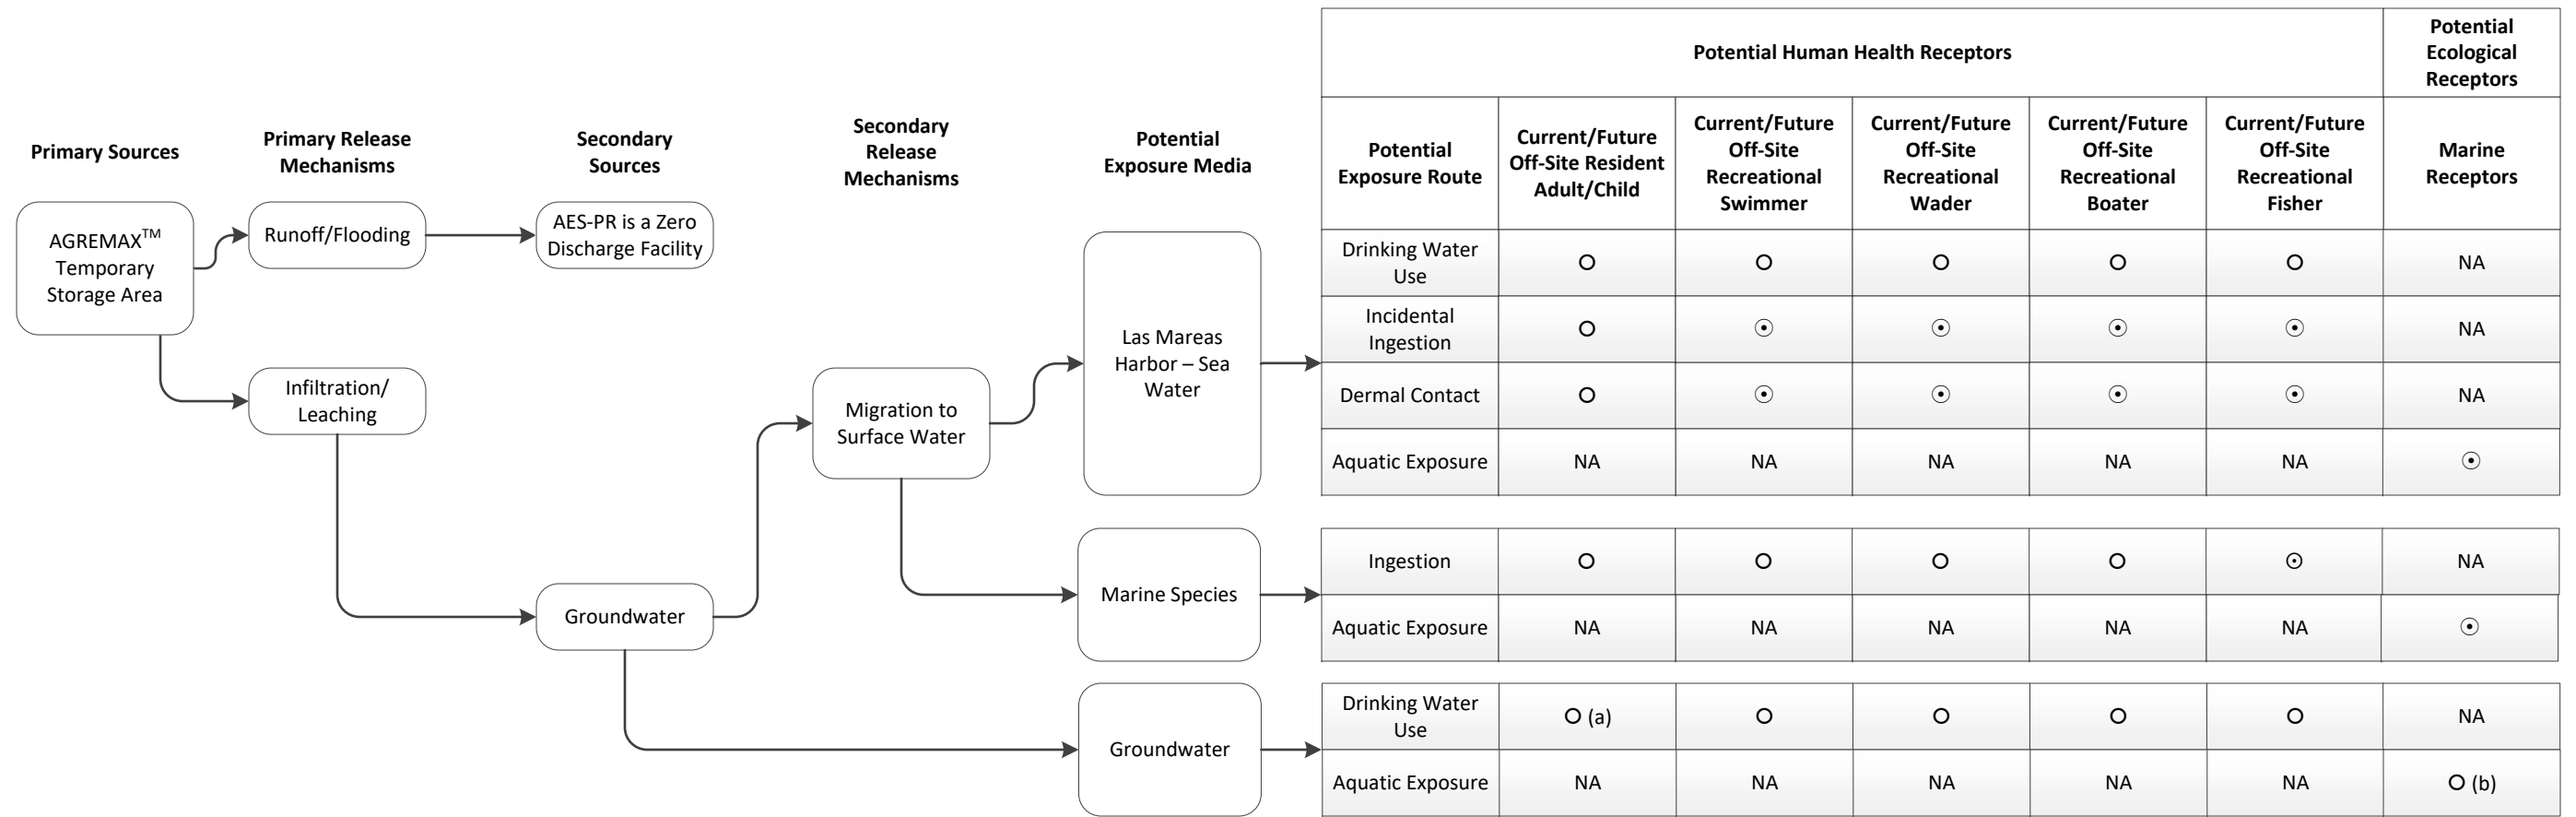 Potential Human Health Receptors
Potential
Ecological
Receptors
Primary Sources
Primary Release
Mechanisms
Secondary
Sources
Secondary
Release
Mechanisms
Potential
Exposure Media
Potential
Exposure Route
Current/Future
Off-Site Resident
Adult/Child
Current/Future
Off-Site
Recreational
Swimmer
Current/Future
Off-Site
Recreational
Wader
Current/Future
Off-Site
Recreational
Boater
Current/Future
Off-Site
Recreational
Fisher
Marine
Receptors
AGREMAX™
Temporary
Storage Area
Runoff/Flooding
AES-PR is a Zero
Discharge Facility
Infiltration/
Leaching
Groundwater
Migration to
Surface Water
Las Mareas
Harbor – Sea
Water
Drinking Water
Use
O O O O O NA
Incidental
Ingestion
O ⊙ ⊙ ⊙ ⊙ NA
Dermal Contact O ⊙ ⊙ ⊙ ⊙ NA
Aquatic Exposure NA NA NA NA NA ⊙
Marine Species
Ingestion O O O O ⊙ NA
Aquatic Exposure NA NA NA NA NA ⊙
Groundwater
Drinking Water
Use
O (a) O O O O NA
Aquatic Exposure NA NA NA NA NA O (b)